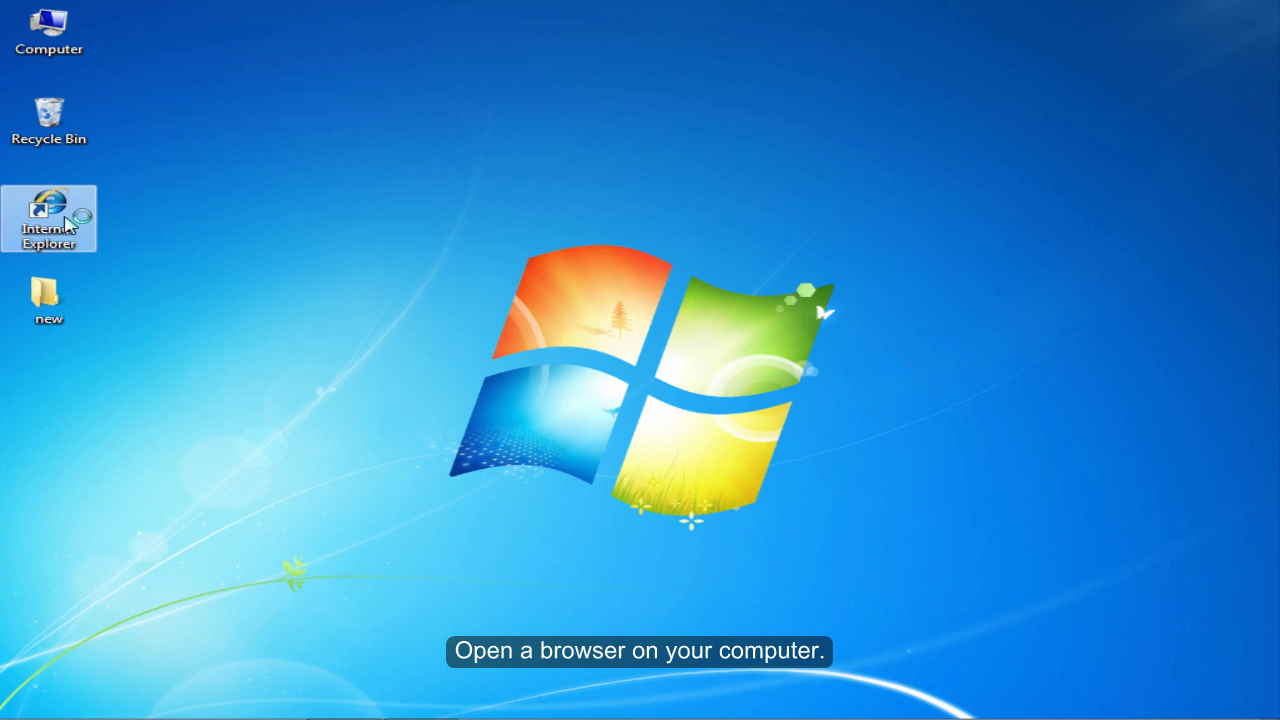 Computer
Recycle Bin
Internet
Explorer
new
Open a browser on your computer.